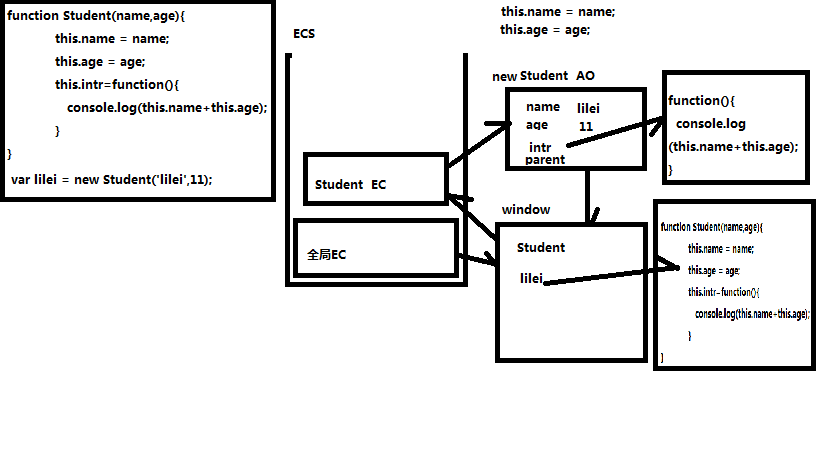 function Student(name,age){
this.name = name;
this.age = age;
this.intr=function(){
console.log(this.name+this.age);
}
}
var lilei = new Student('lilei',11);
ECS
Student EC
全局EC
this.name = name;
this.age = age;
new Student AO
name lilei
age 11
intr
parent
function(){
console.log
(this.name+this.age);
}
window
Student
lilei
function Student(name,age){
this.name = name;
this.age = age;
this.intr=function(){
console.log(this.name+this.age);
}
}